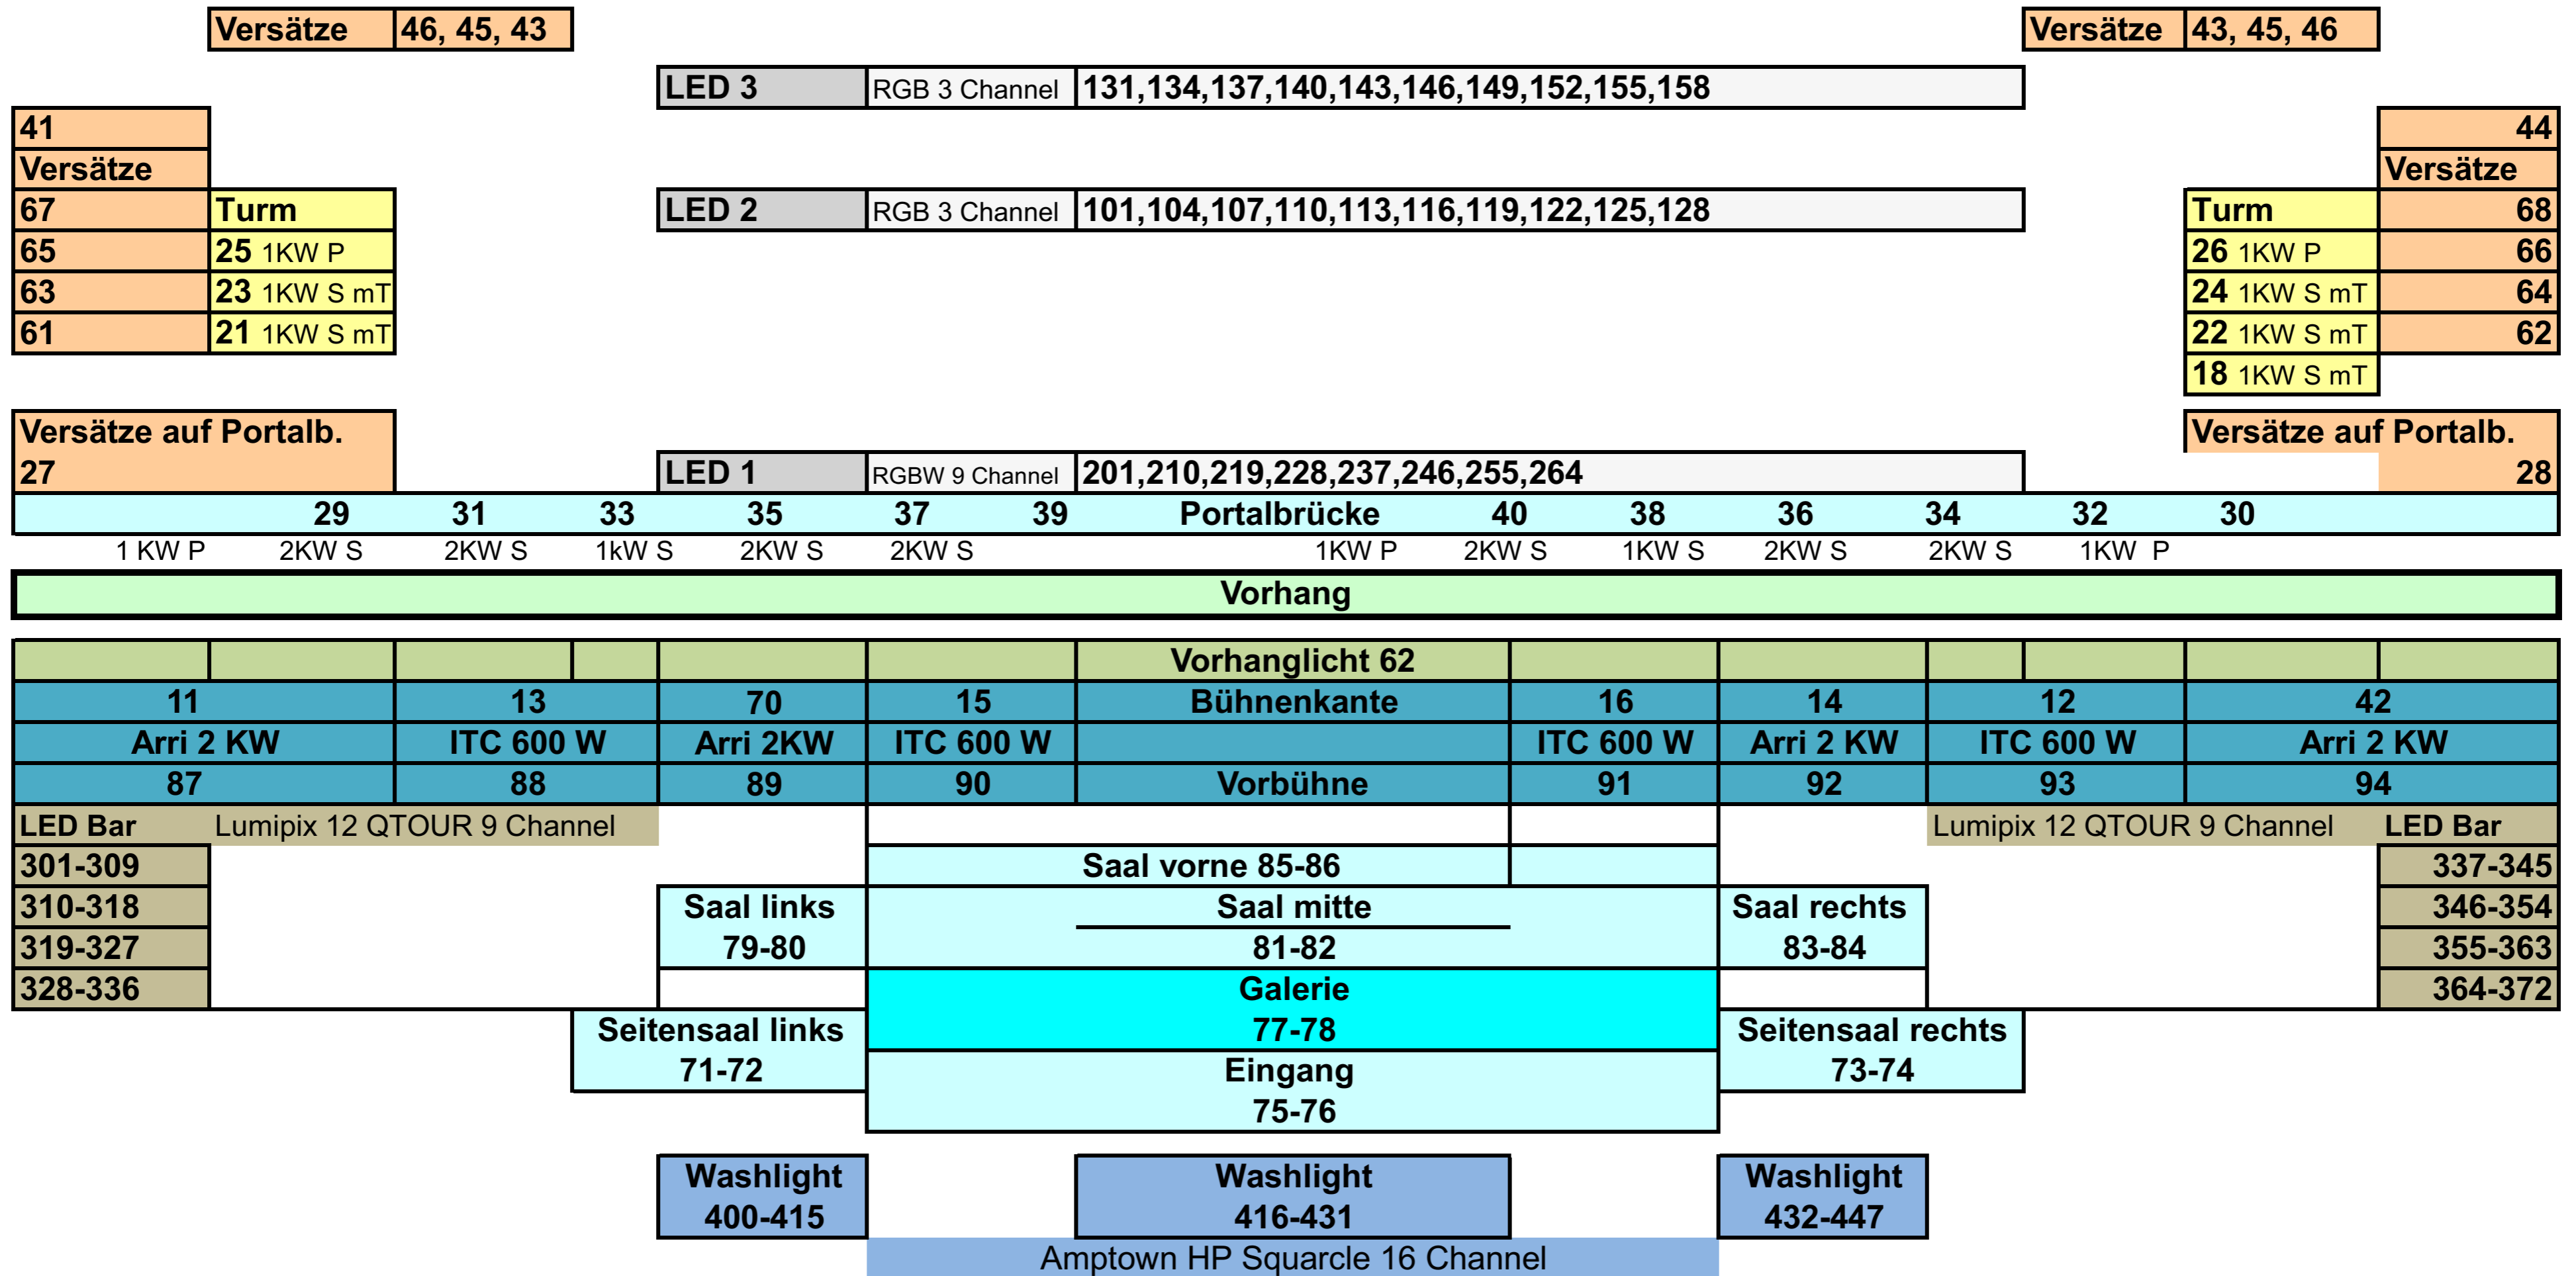 Versätze 46, 45, 43 Versätze 43, 45, 46
LED 3 RGB 3 Channel 131,134,137,140,143,146,149,152,155,158
41 44
Versätze Versätze
67 Turm LED 2 RGB 3 Channel 101,104,107,110,113,116,119,122,125,128 Turm 68
65 25 1KW P 26 1KW P 66
63 23 1KW S mT 24 1KW S mT 64
61 21 1KW S mT 22 1KW S mT 62
18 1KW S mT
Versätze auf Portalb. Versätze auf Portalb.
27 LED 1 RGBW 9 Channel 201,210,219,228,237,246,255,264 28
29 31 33 35 37 39 Portalbrücke 40 38 36 34 32 30
1 KW P 2KW S 2KW S 1kW S 2KW S 2KW S 1KW P 2KW S 1KW S 2KW S 2KW S 1KW P
Vorhang
Vorhanglicht 62
11 13 70 15 Bühnenkante 16 14 12 42
Arri 2 KW ITC 600 W Arri 2KW ITC 600 W ITC 600 W Arri 2 KW ITC 600 W Arri 2 KW
87 88 89 90 Vorbühne 91 92 93 94
LED Bar Lumipix 12 QTOUR 9 Channel Lumipix 12 QTOUR 9 Channel LED Bar
301-309 Saal vorne 85-86 337-345
310-318 Saal links Saal mitte Saal rechts 346-354
319-327 79-80 81-82 83-84 355-363
328-336 Galerie 364-372
Seitensaal links 77-78 Seitensaal rechts
71-72 Eingang 73-74
75-76
Washlight Washlight Washlight
400-415 416-431 432-447
Amptown HP Squarcle 16 Channel